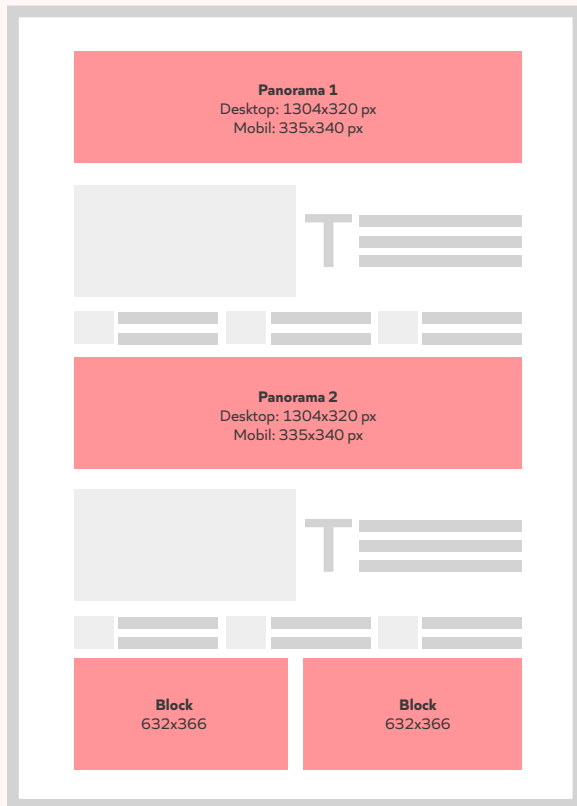 Panorama 1
Desktop: 1304x320 px
Mobil: 335x340 px
T
Panorama 2
Desktop: 1304x320 px
Mobil: 335x340 px
T
Block
632x366
Block
632x366